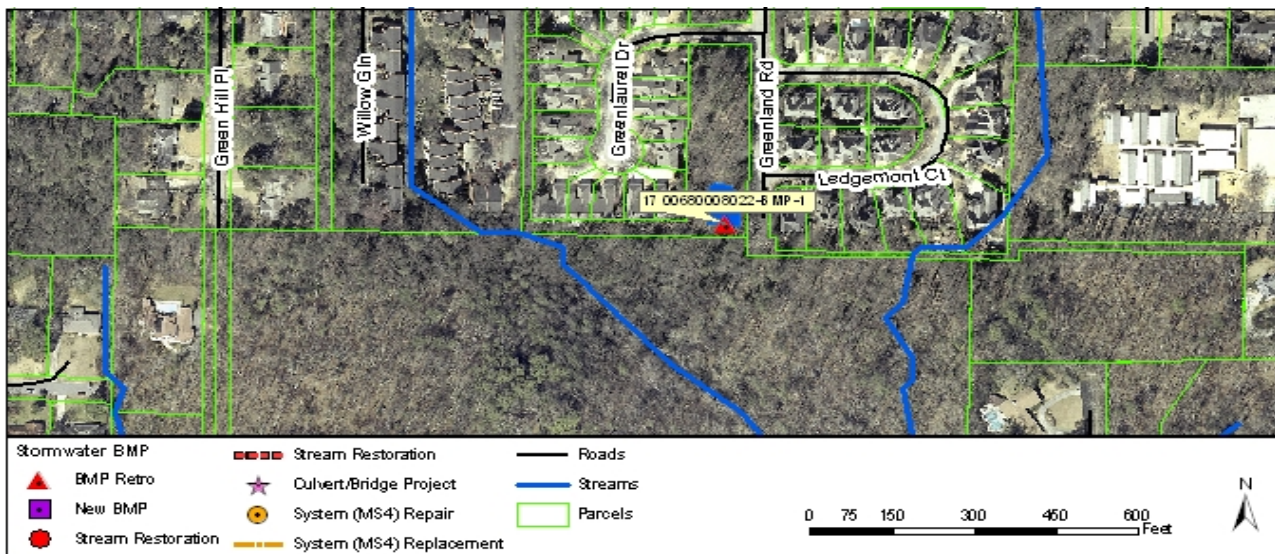 Green Hill Pl
Willow Gln
Greenlaurel Dr
Greenland Rd
Ledgemont Ct
17 00680008022-BMP-1
Stormwater BMP
BMP Retro
New BMP
Stream Restoration
Stream Restoration
Culvert/Bridge Project
System (MS4) Repair
System (MS4) Replacement
Roads
Streams
Parcels
0 75 150 300 450 600
Feet
N